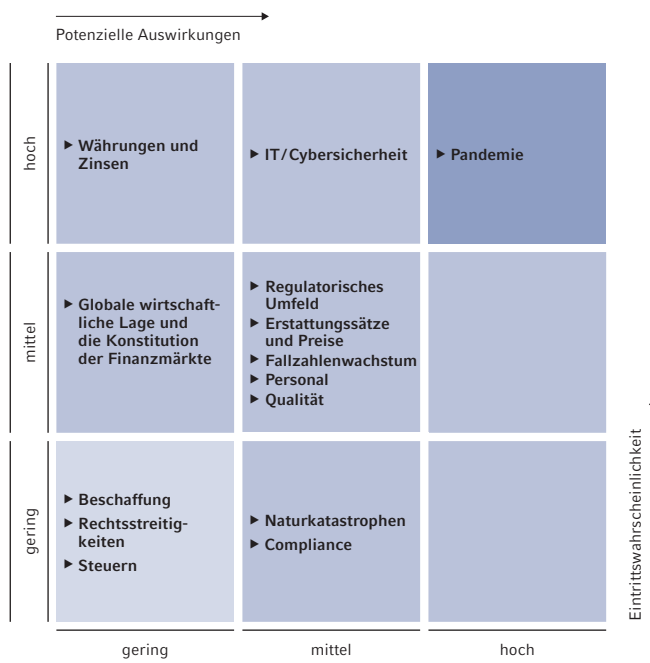 Potenzielle Auswirkungen
hoch
▶ Währungen und
Zinsen
▶ IT/Cybersicherheit
▶ Pandemie
mittel
▶ Globale wirtschaft-
liche Lage und
die Konstitution
der Finanzmärkte
▶ Regulatorisches
Umfeld
▶ Erstattungssätze
und Preise
▶ Fallzahlenwachstum
▶ Personal
▶ Qualität
gering
▶ Beschaffung
▶ Rechtsstreitig-
keiten
▶ Steuern
▶ Naturkatastrophen
▶ Compliance
Eintrittswahrscheinlichkeit
gering
mittel
hoch